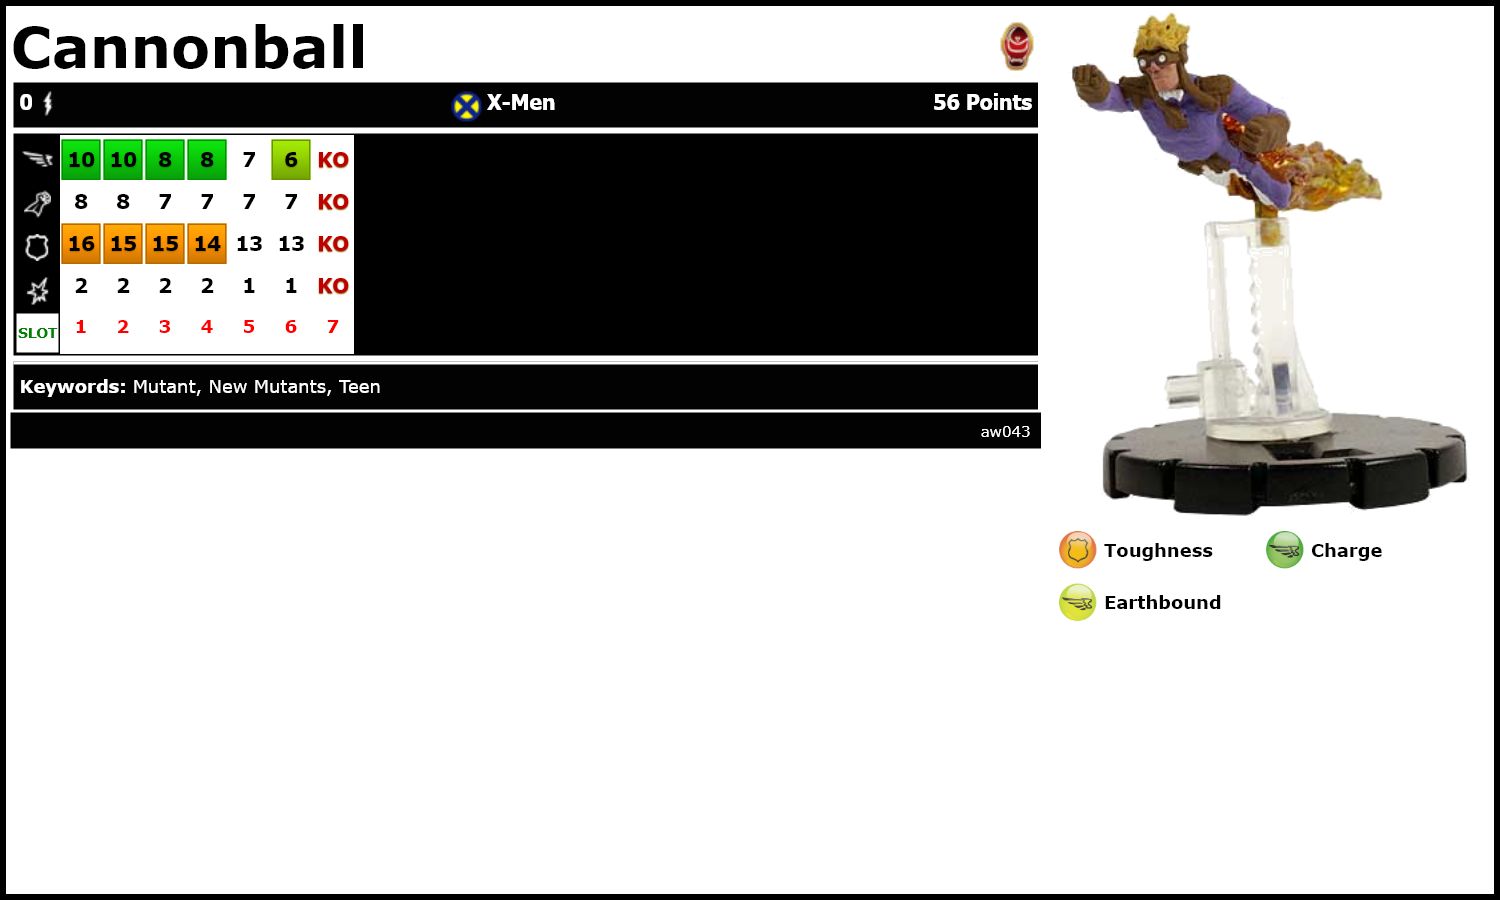 Cannonball
0 X-Men 56 Points
10 10 8 8 7 6 KO
8 8 7 7 7 7 KO
16 15 15 14 13 13 KO
2 2 2 2 1 1 KO
SLOT 1 2 3 4 5 6 7
Keywords: Mutant, New Mutants, Teen
aw043
Toughness Charge
Earthbound